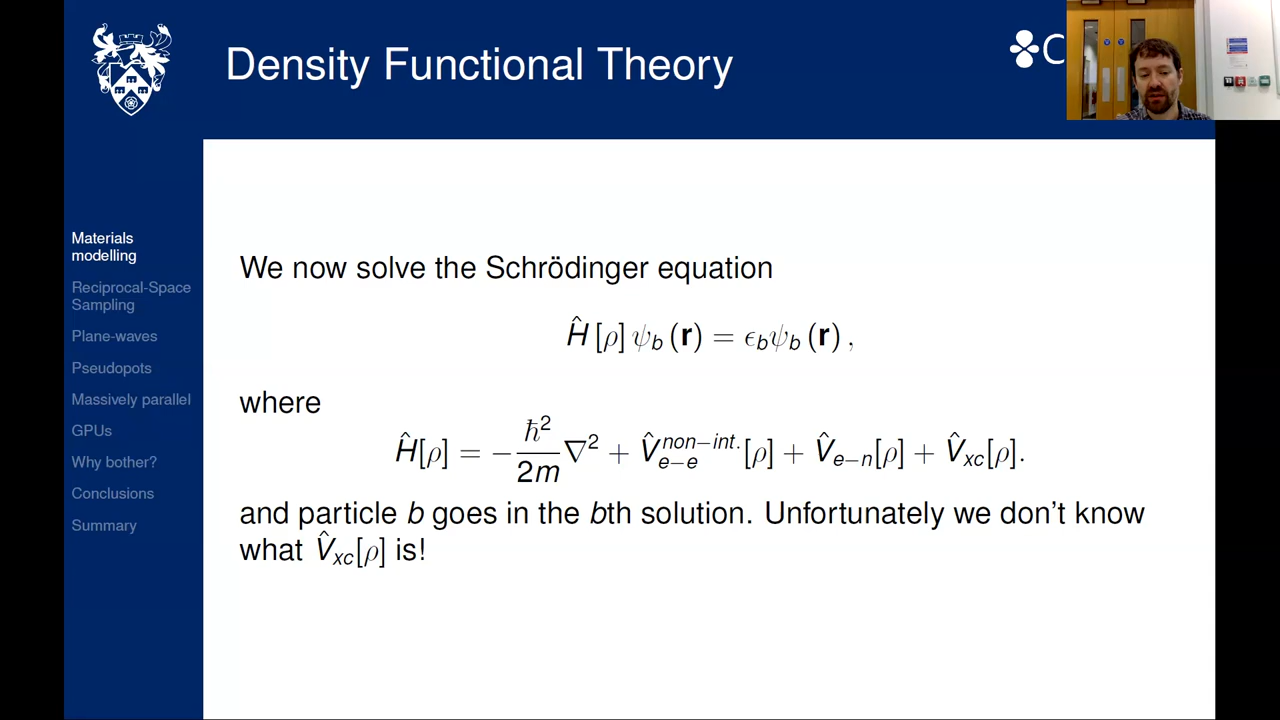 Density Functional Theory
C
Materials
modelling
Reciprocal-Space
Sampling
Plane-waves
Pseudopots
Massively parallel
GPUs
Why bother?
Conclusions
Summary
We now solve the Schrödinger equation
Ĥ [ρ] ψ_b (r) = ϵ_b ψ_b (r) ,
where
Ĥ[ρ] = − ℏ²/2m ∇² + V̂_{e−e}^{non−int.}[ρ] + V̂_{e−n}[ρ] + V̂_{xc}[ρ].
and particle b goes in the bth solution. Unfortunately we don't know
what V̂_{xc}[ρ] is!